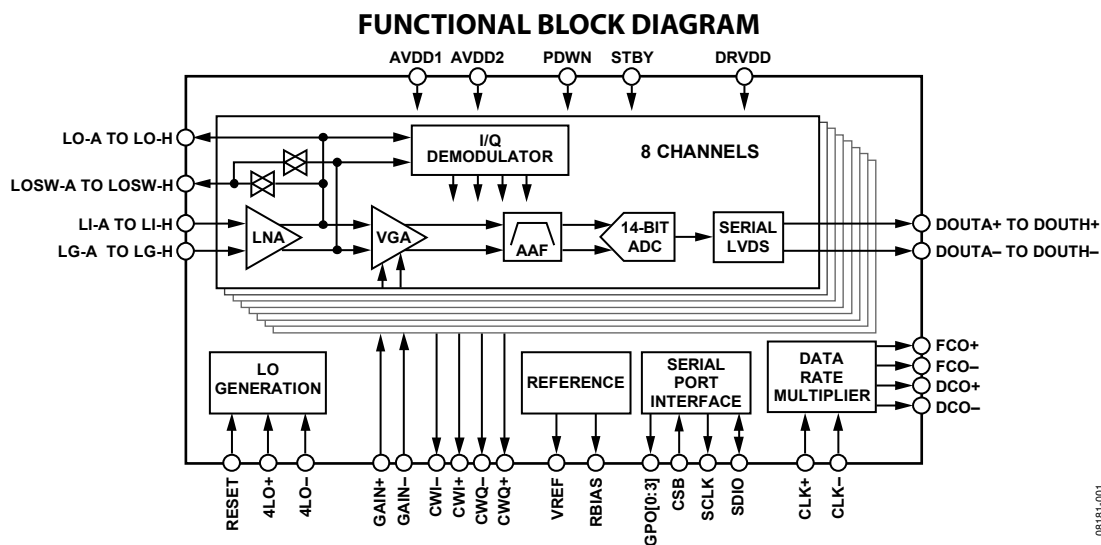 FUNCTIONAL BLOCK DIAGRAM
AVDD1 AVDD2 PDWN STBY DRVDD
LO-A TO LO-H
LOSW-A TO LOSW-H
LI-A TO LI-H
LG-A TO LG-H
I/Q
DEMODULATOR
8 CHANNELS
LNA
VGA
AAF
14-BIT
ADC
SERIAL
LVDS
DOUTA+ TO DOUTH+
DOUTA– TO DOUTH–
LO
GENERATION
REFERENCE
SERIAL
PORT
INTERFACE
DATA
RATE
MULTIPLIER
FCO+
FCO–
DCO+
DCO–
RESET
4LO+
4LO–
GAIN+
GAIN–
CWI–
CWI+
CWQ–
CWQ+
VREF
RBIAS
GPO[0:3]
CSB
SCLK
SDIO
CLK+
CLK–
08181-001